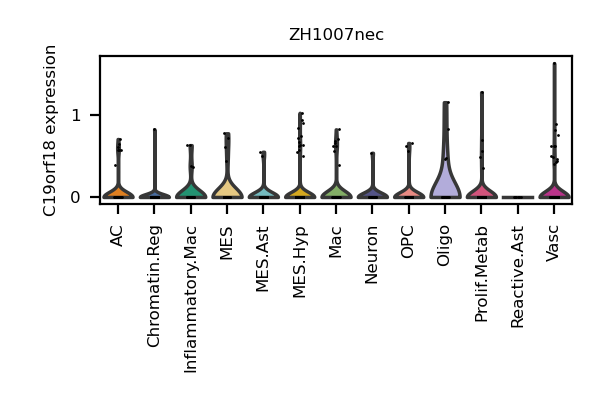 ZH1007nec
C19orf18 expression
1
0
AC
Chromatin.Reg
Inflammatory.Mac
MES
MES.Ast
MES.Hyp
Mac
Neuron
OPC
Oligo
Prolif.Metab
Reactive.Ast
Vasc